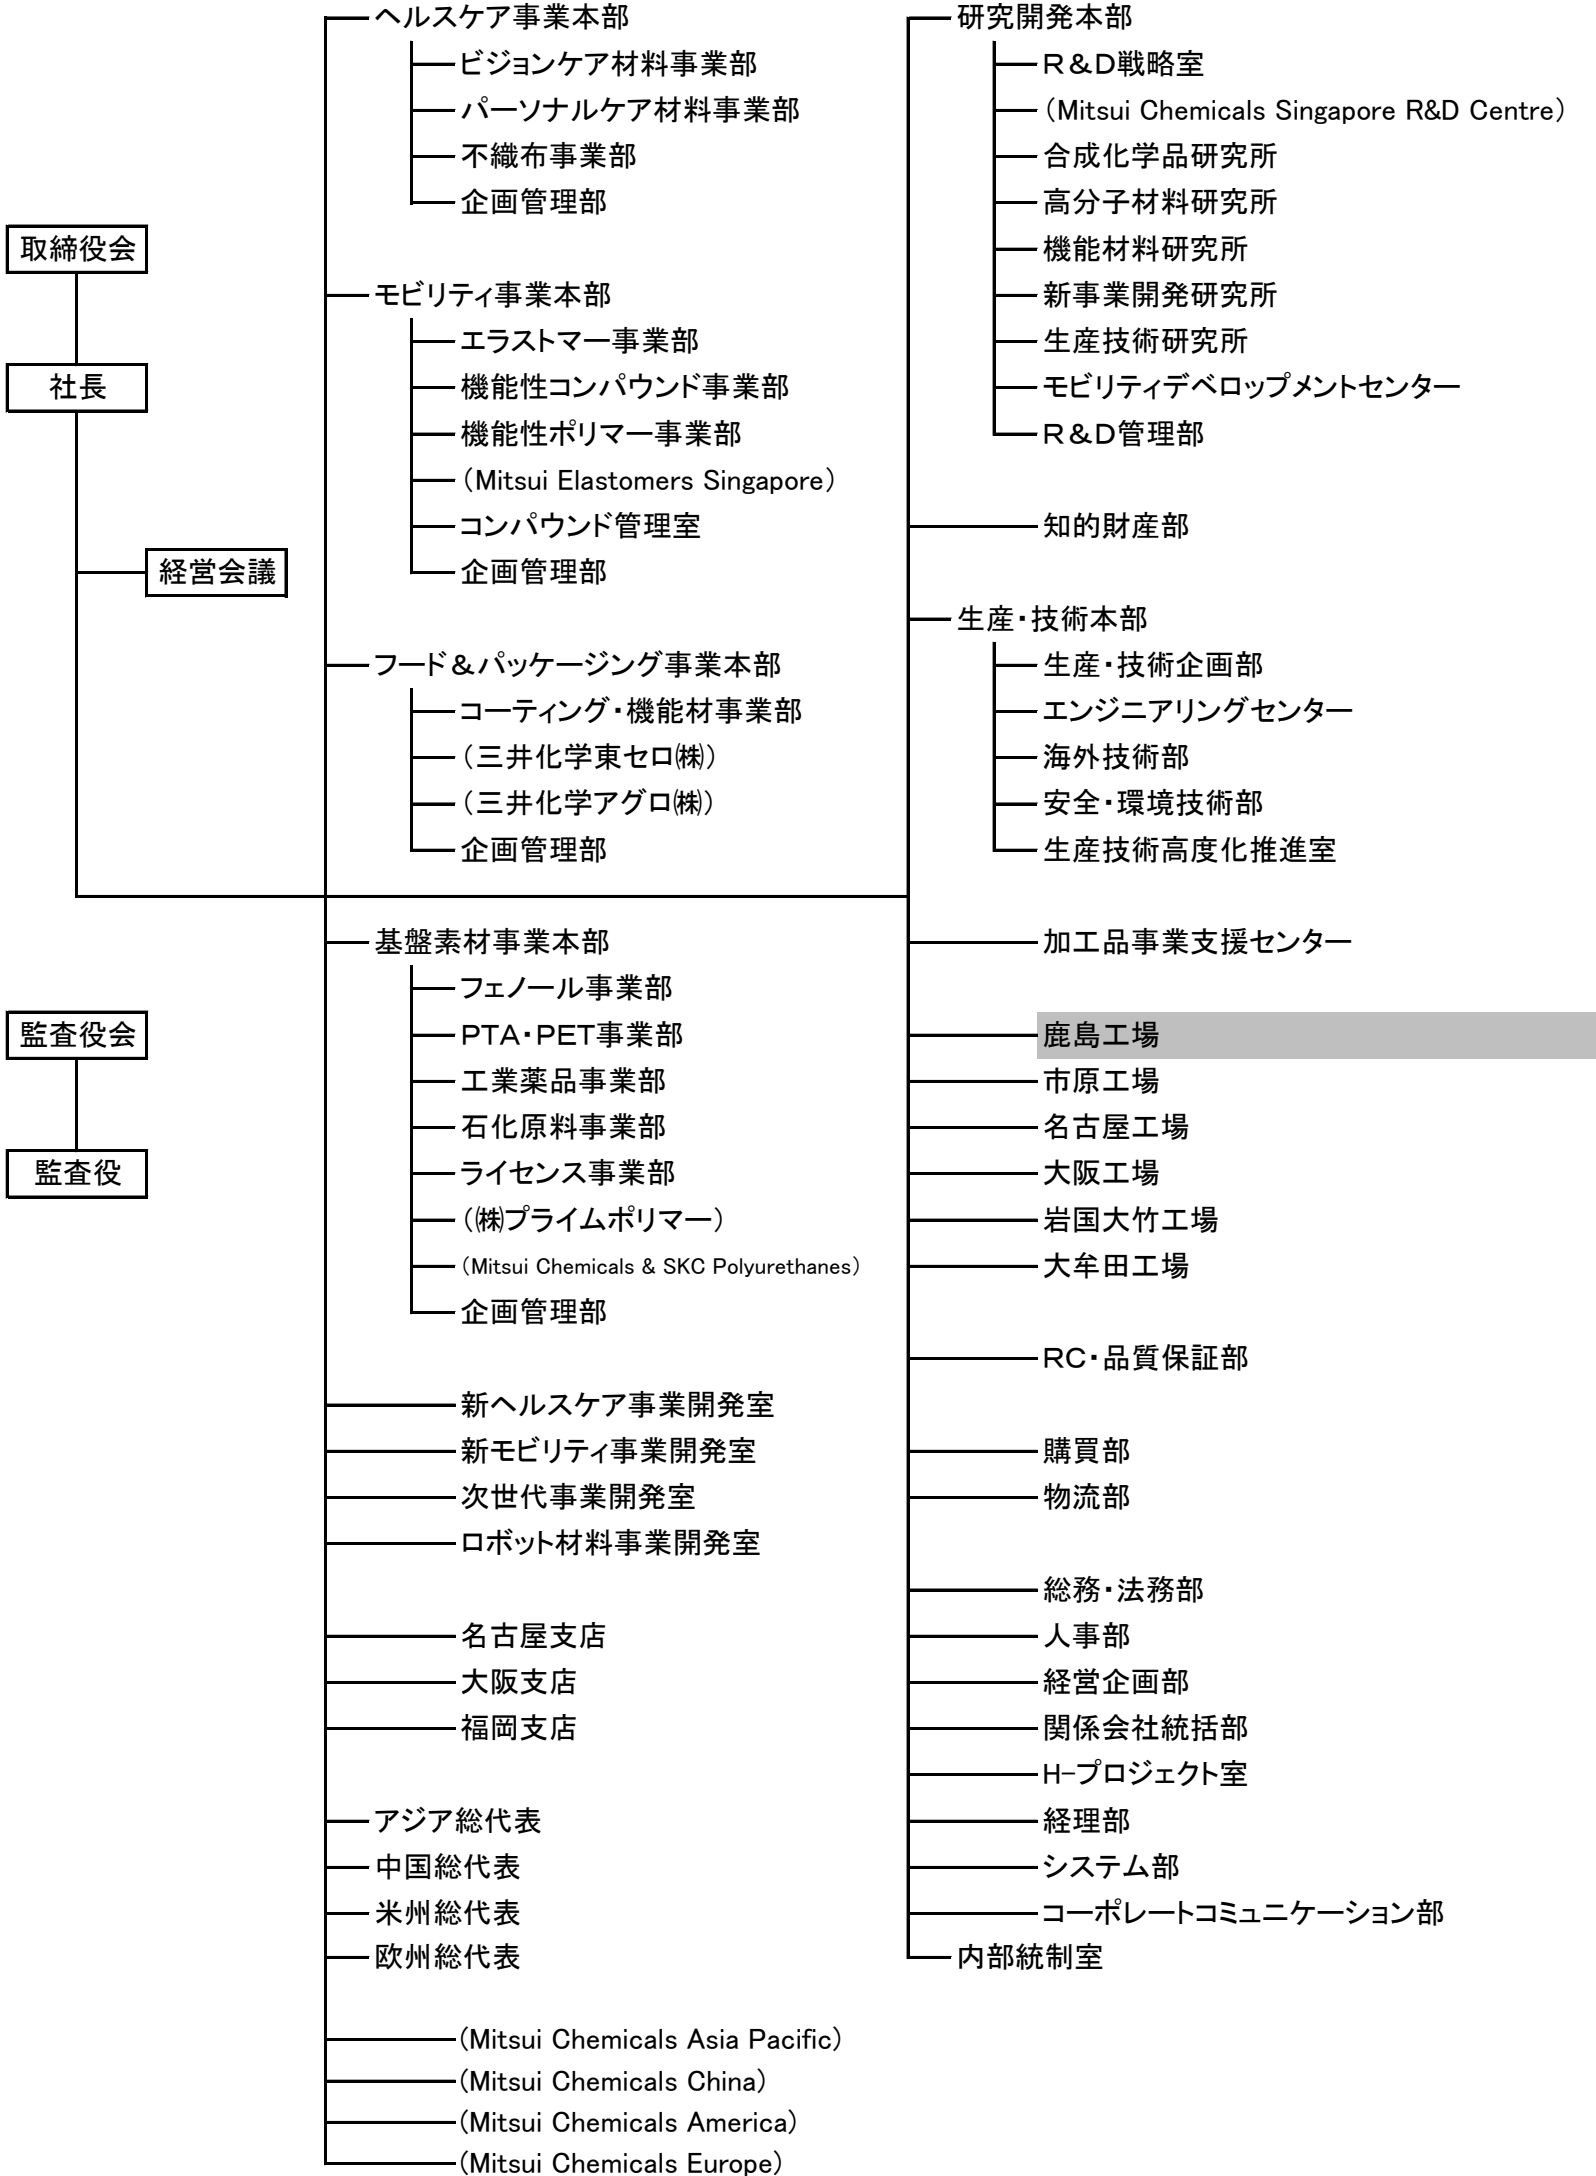 取締役会
社長
経営会議
監査役会
監査役
ヘルスケア事業本部
ビジョンケア材料事業部
パーソナルケア材料事業部
不織布事業部
企画管理部
モビリティ事業本部
エラストマー事業部
機能性コンパウンド事業部
機能性ポリマー事業部
（Mitsui Elastomers Singapore）
コンパウンド管理室
企画管理部
フード＆パッケージング事業本部
コーティング・機能材事業部
（三井化学東セロ㈱）
（三井化学アグロ㈱）
企画管理部
基盤素材事業本部
フェノール事業部
PTA・PET事業部
工業薬品事業部
石化原料事業部
ライセンス事業部
（㈱プライムポリマー）
（Mitsui Chemicals & SKC Polyurethanes）
企画管理部
新ヘルスケア事業開発室
新モビリティ事業開発室
次世代事業開発室
ロボット材料事業開発室
名古屋支店
大阪支店
福岡支店
アジア総代表
中国総代表
米州総代表
欧州総代表
（Mitsui Chemicals Asia Pacific）
（Mitsui Chemicals China）
（Mitsui Chemicals America）
（Mitsui Chemicals Europe）
研究開発本部
Ｒ＆Ｄ戦略室
（Mitsui Chemicals Singapore R&D Centre）
合成化学品研究所
高分子材料研究所
機能材料研究所
新事業開発研究所
生産技術研究所
モビリティデベロップメントセンター
Ｒ＆Ｄ管理部
知的財産部
生産・技術本部
生産・技術企画部
エンジニアリングセンター
海外技術部
安全・環境技術部
生産技術高度化推進室
加工品事業支援センター
鹿島工場
市原工場
名古屋工場
大阪工場
岩国大竹工場
大牟田工場
RC・品質保証部
購買部
物流部
総務・法務部
人事部
経営企画部
関係会社統括部
H-プロジェクト室
経理部
システム部
コーポレートコミュニケーション部
内部統制室